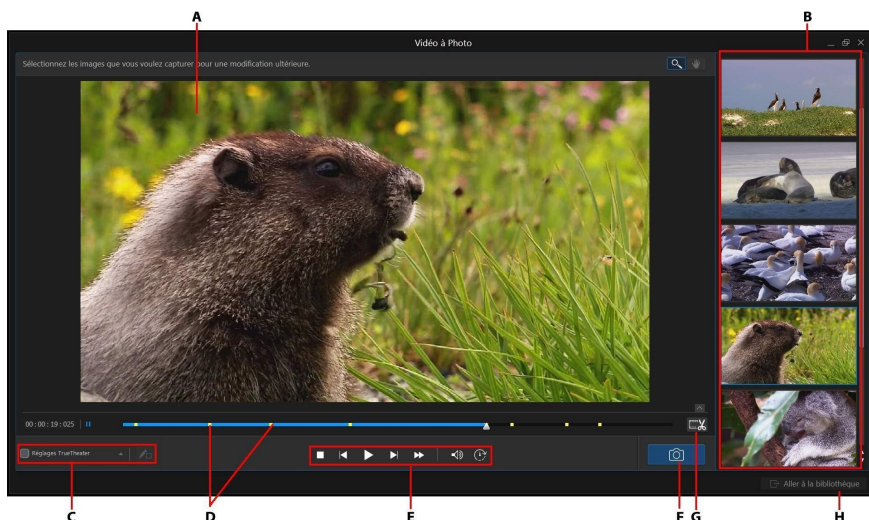 A
B
Vidéo à Photo
Sélectionnez les images que vous voulez capturer pour une modification ultérieure.
00 : 00 : 19 : 025
Réglages TrueTheater
Aller à la bibliothèque
C
D
E
F
G
H